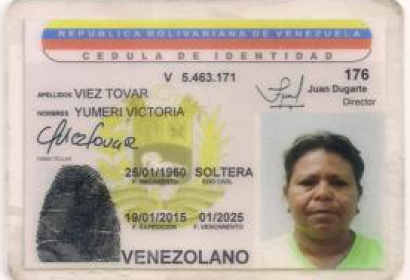 REPUBLICA BOLIVARIANA DE VENEZUELA
CEDULA DE IDENTIDAD
V 5.463.171
176
APELLIDOS VIEZ TOVAR
Juan Dugarte
Director
NOMBRES YUMERI VICTORIA
FIRMA TITULAR
25/01/1960 SOLTERA
F. NACIMIENTO EDO CIVIL
19/01/2015 01/2025
F. EXPEDICION F. VENCIMIENTO
VENEZOLANO